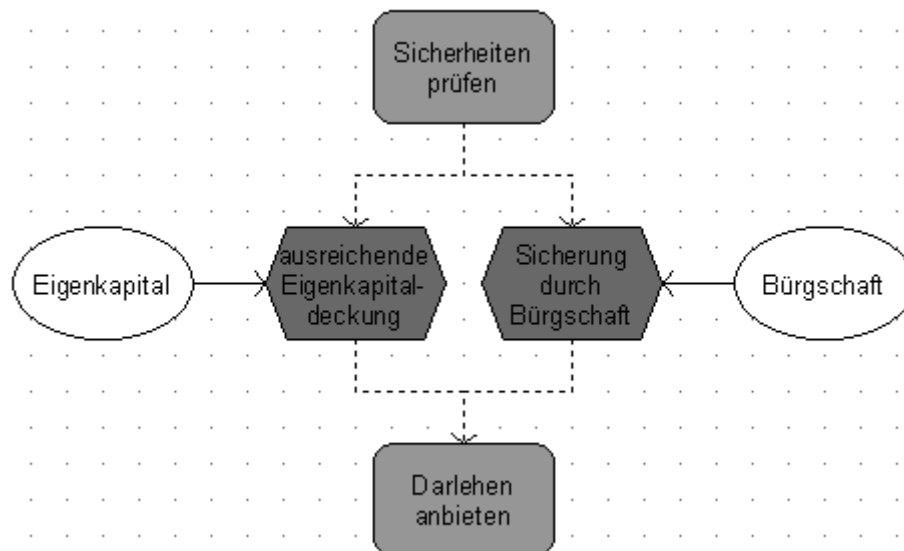 Sicherheiten
prüfen
Eigenkapital
ausreichende
Eigenkapital-
deckung
Sicherung
durch
Bürgschaft
Bürgschaft
Darlehen
anbieten